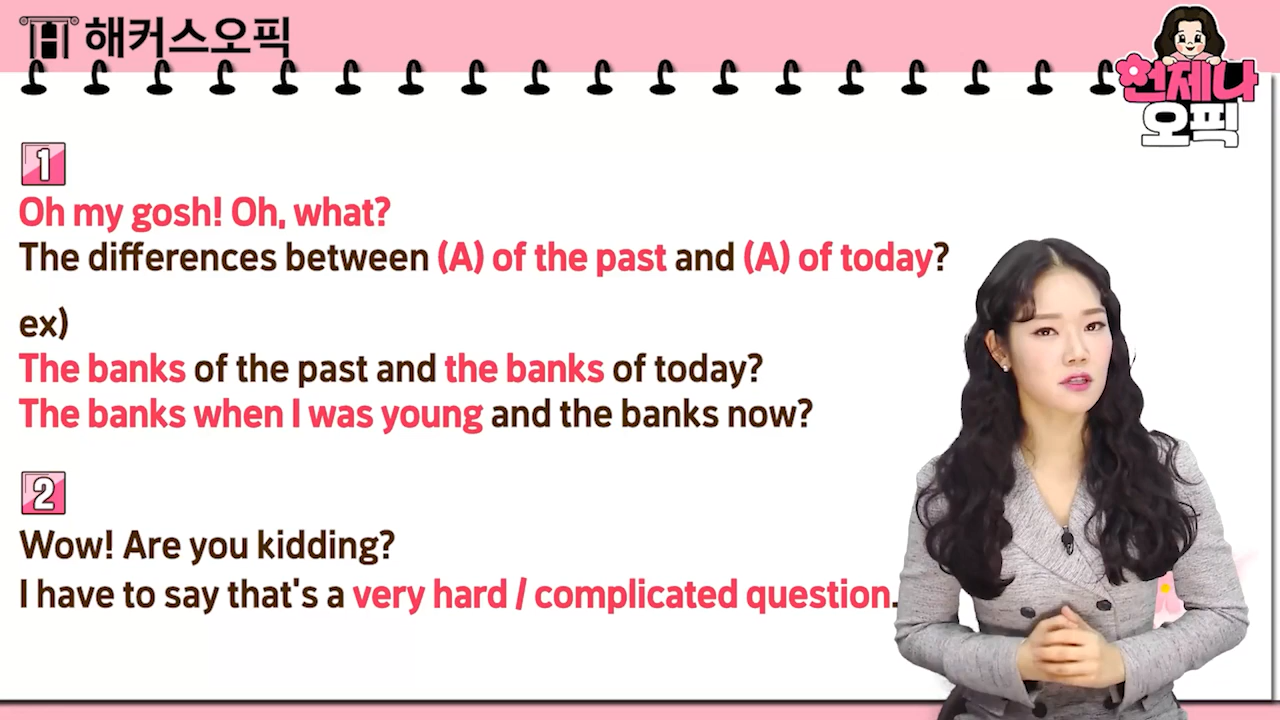 해커스오픽
언제나
오픽
1
Oh my gosh! Oh, what?
The differences between (A) of the past and (A) of today?
ex)
The banks of the past and the banks of today?
The banks when I was young and the banks now?
2
Wow! Are you kidding?
I have to say that's a very hard / complicated question.